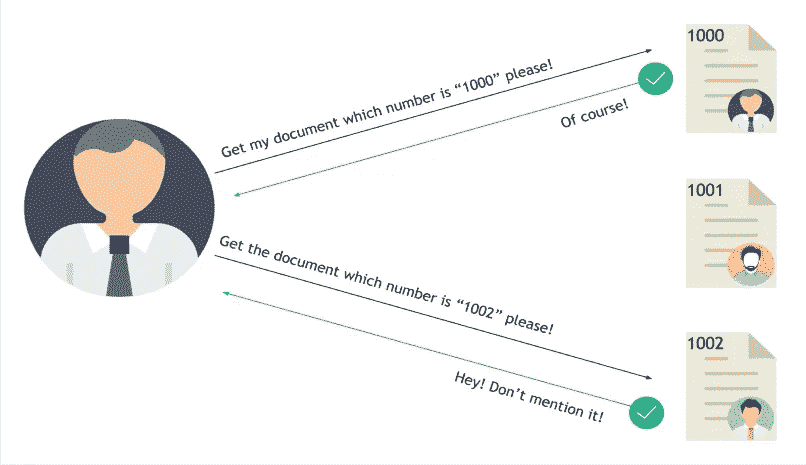 1000
Get my document which number is “1000” please!
Of course!
1001
Get the document which number is “1002” please!
1002
Hey! Don’t mention it!